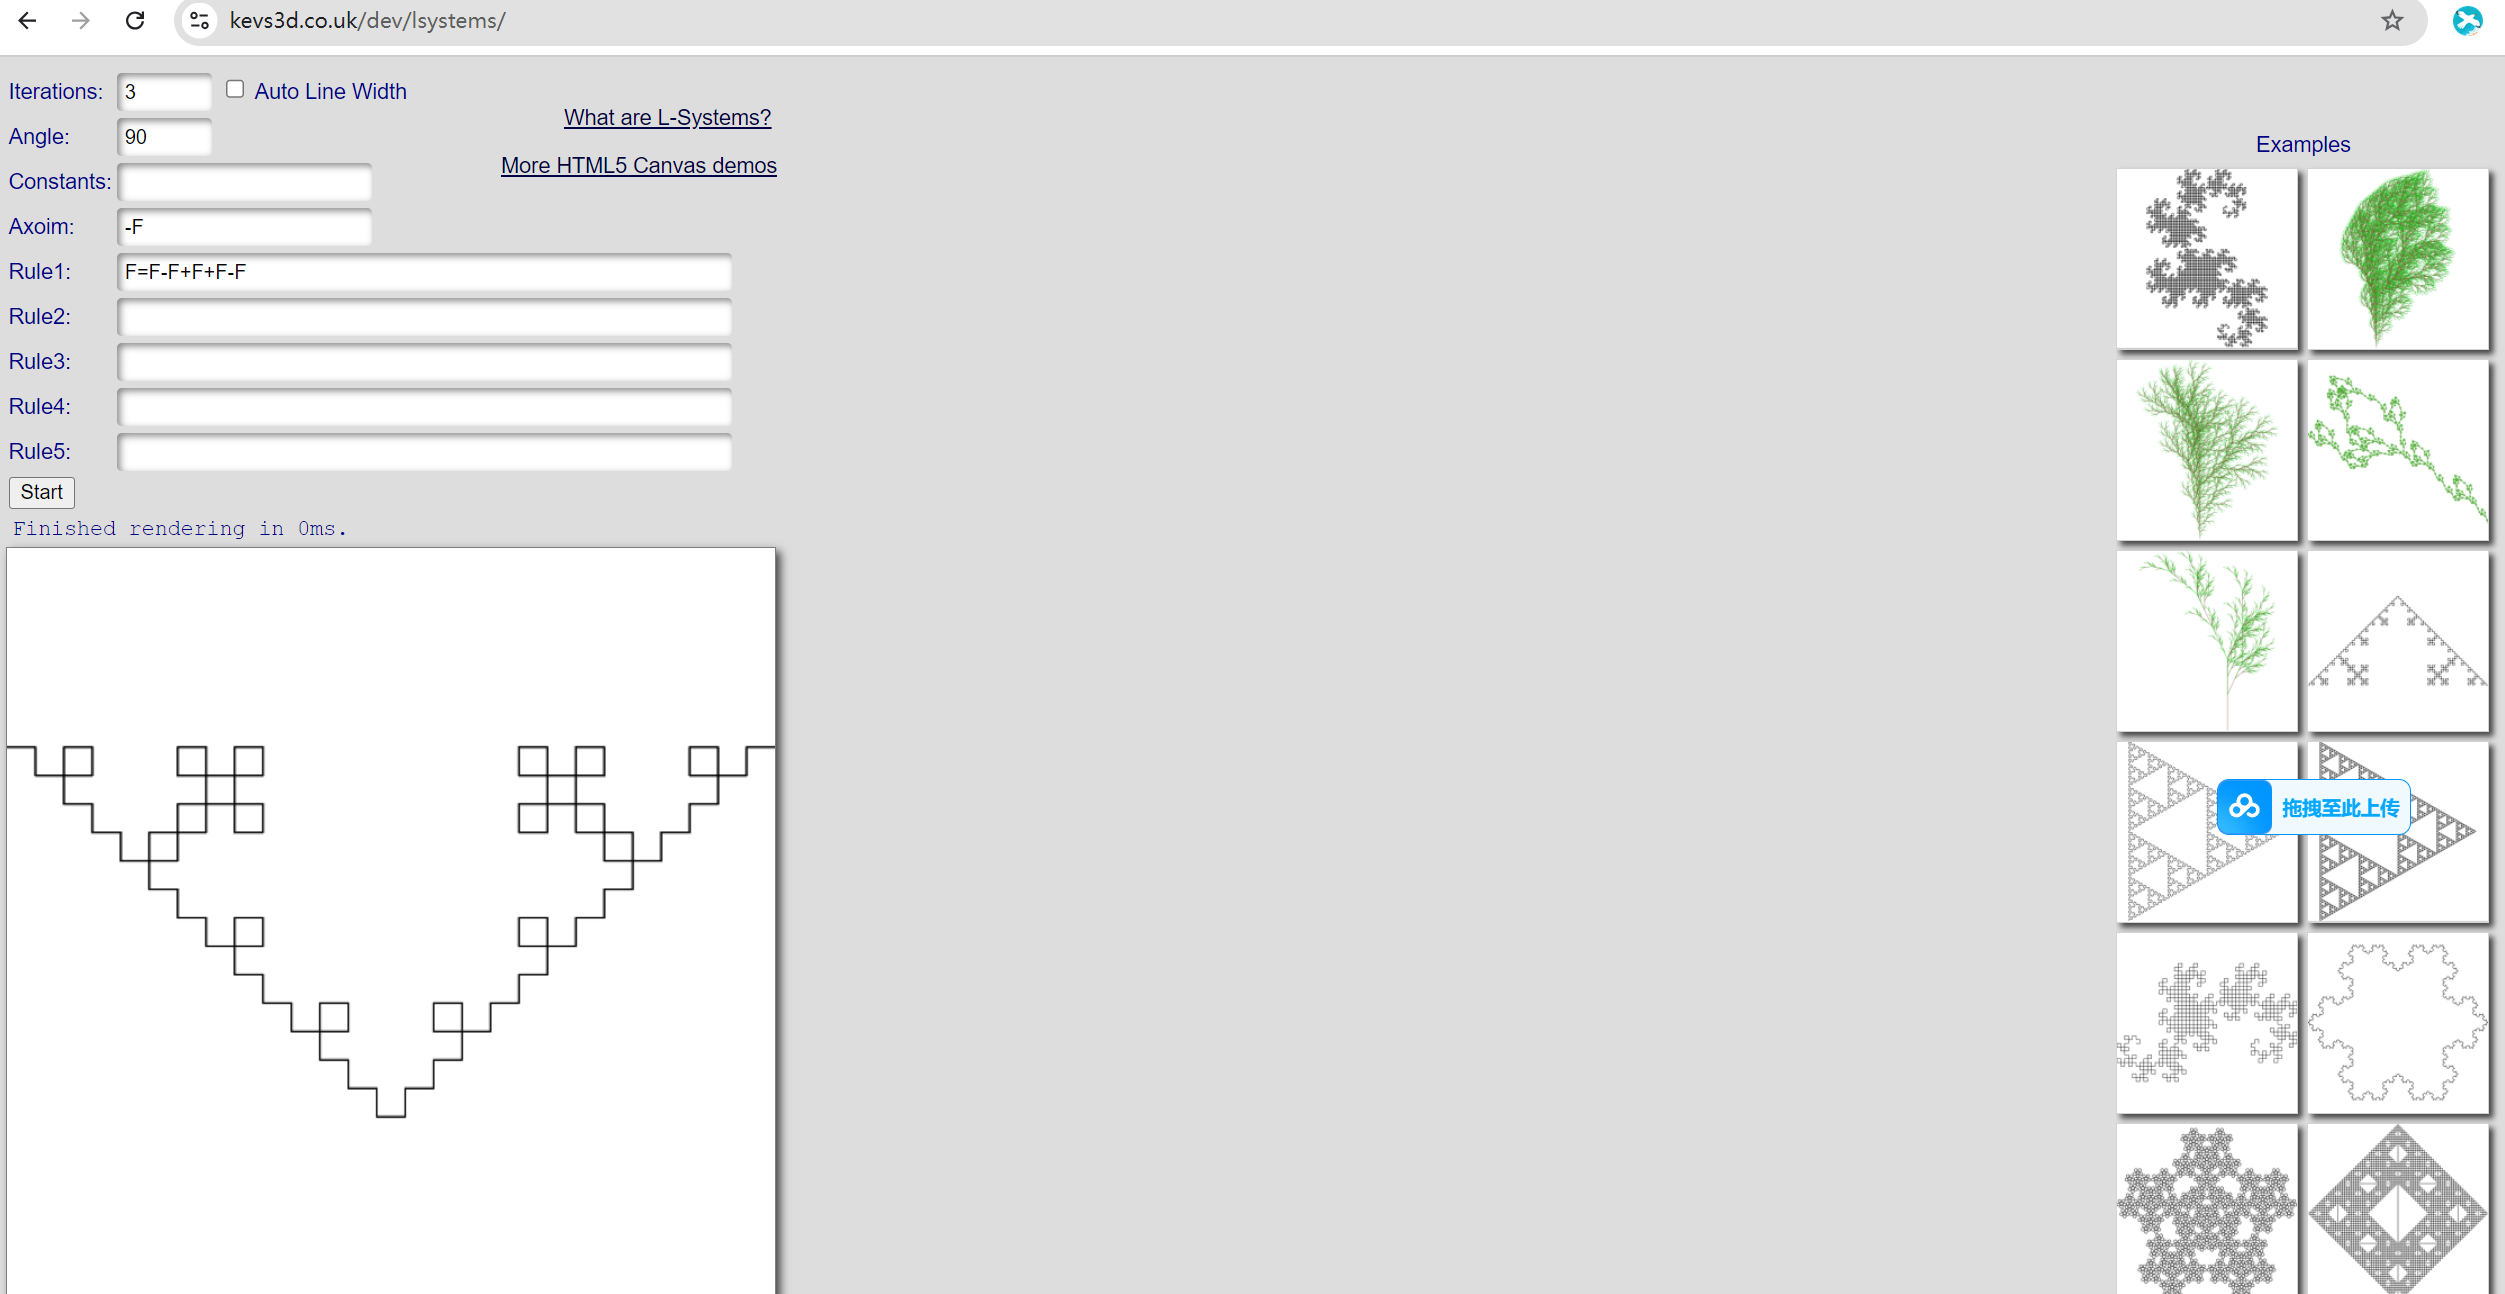 kevs3d.co.uk/dev/lsystems/
Iterations: 3 Auto Line Width
What are L-Systems?
Angle: 90
More HTML5 Canvas demos
Constants:
Axoim: -F
Rule1: F=F-F+F+F-F
Rule2:
Rule3:
Rule4:
Rule5:
Start
Finished rendering in 0ms.
Examples
拖拽至此上传